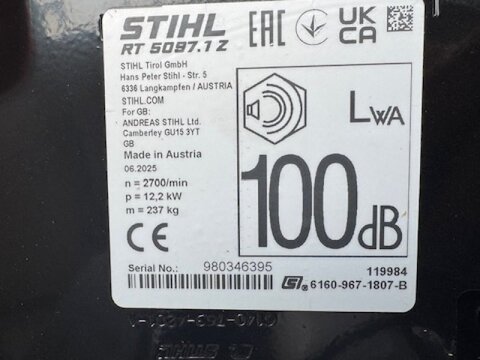 STIHL
RT 5097.1 Z
STIHL Tirol GmbH
Hans Peter Stihl - Str. 5
6336 Langkampfen / AUSTRIA
STIHL.COM
For GB:
ANDREAS STIHL Ltd.
Camberley GU15 3YT
GB
Made in Austria
06.2025
n = 2700/min
p = 12,2 kW
m = 237 kg
CE
EAC
UK
CA
LWA
100dB
Serial No.: 980346395
119984
6160-967-1807-B